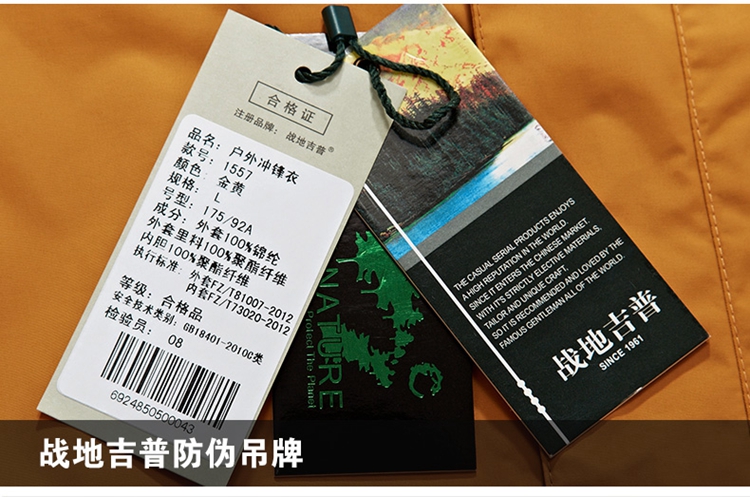 合格证
注册品牌: 战地吉普®
品名: 户外冲锋衣
款号: 1557
颜色: 金黄
规格: L
号型: 175/92A
成分: 外套100%锦纶
外套里料100%聚酯纤维
内胆100%聚酯纤维
执行标准: 外套FZ/T81007-2012
内套FZ/T73020-2012
等级: 合格品
安全技术类别: GB18401-2010C类
检验员: 08
6924850500043
NATURE
Protect The Planet
THE CASUAL SERIAL PRODUCTS ENJOYS
A HIGH REPUTITION IN THE WORLD.
SINCE IT ENTERS THE CHINESE MARKET.
WITH ITS STRICTLY ELECTIVE MATERIALS,
TAILOR AND UNIQUE CRAFT,
SO IT IS RECOMMENDED AND LOVED BY THE
FAMOUS GENTLEMAN ALL OF THE WORLD.
战地吉普
SINCE 1961
战地吉普防伪吊牌